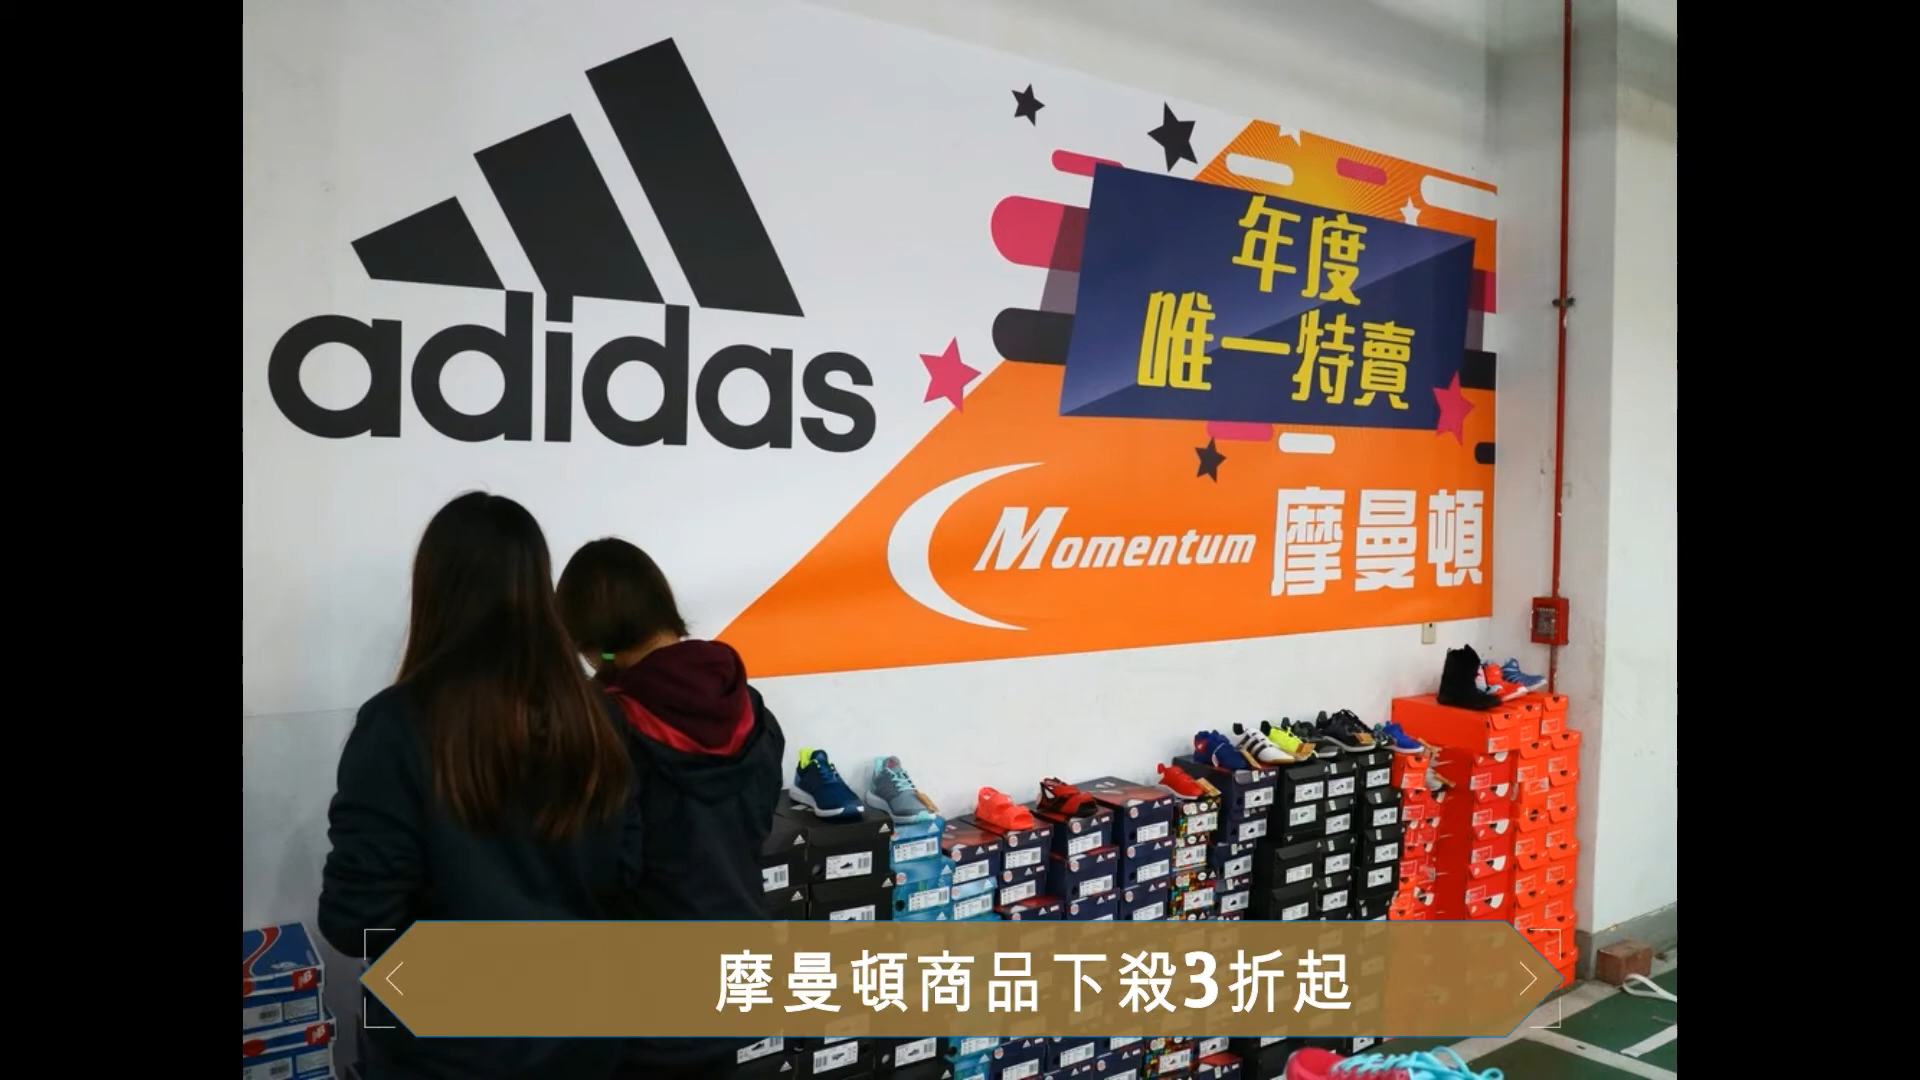 adidas
年度
唯一特賣
Momentum 摩曼頓
摩曼頓商品下殺3折起